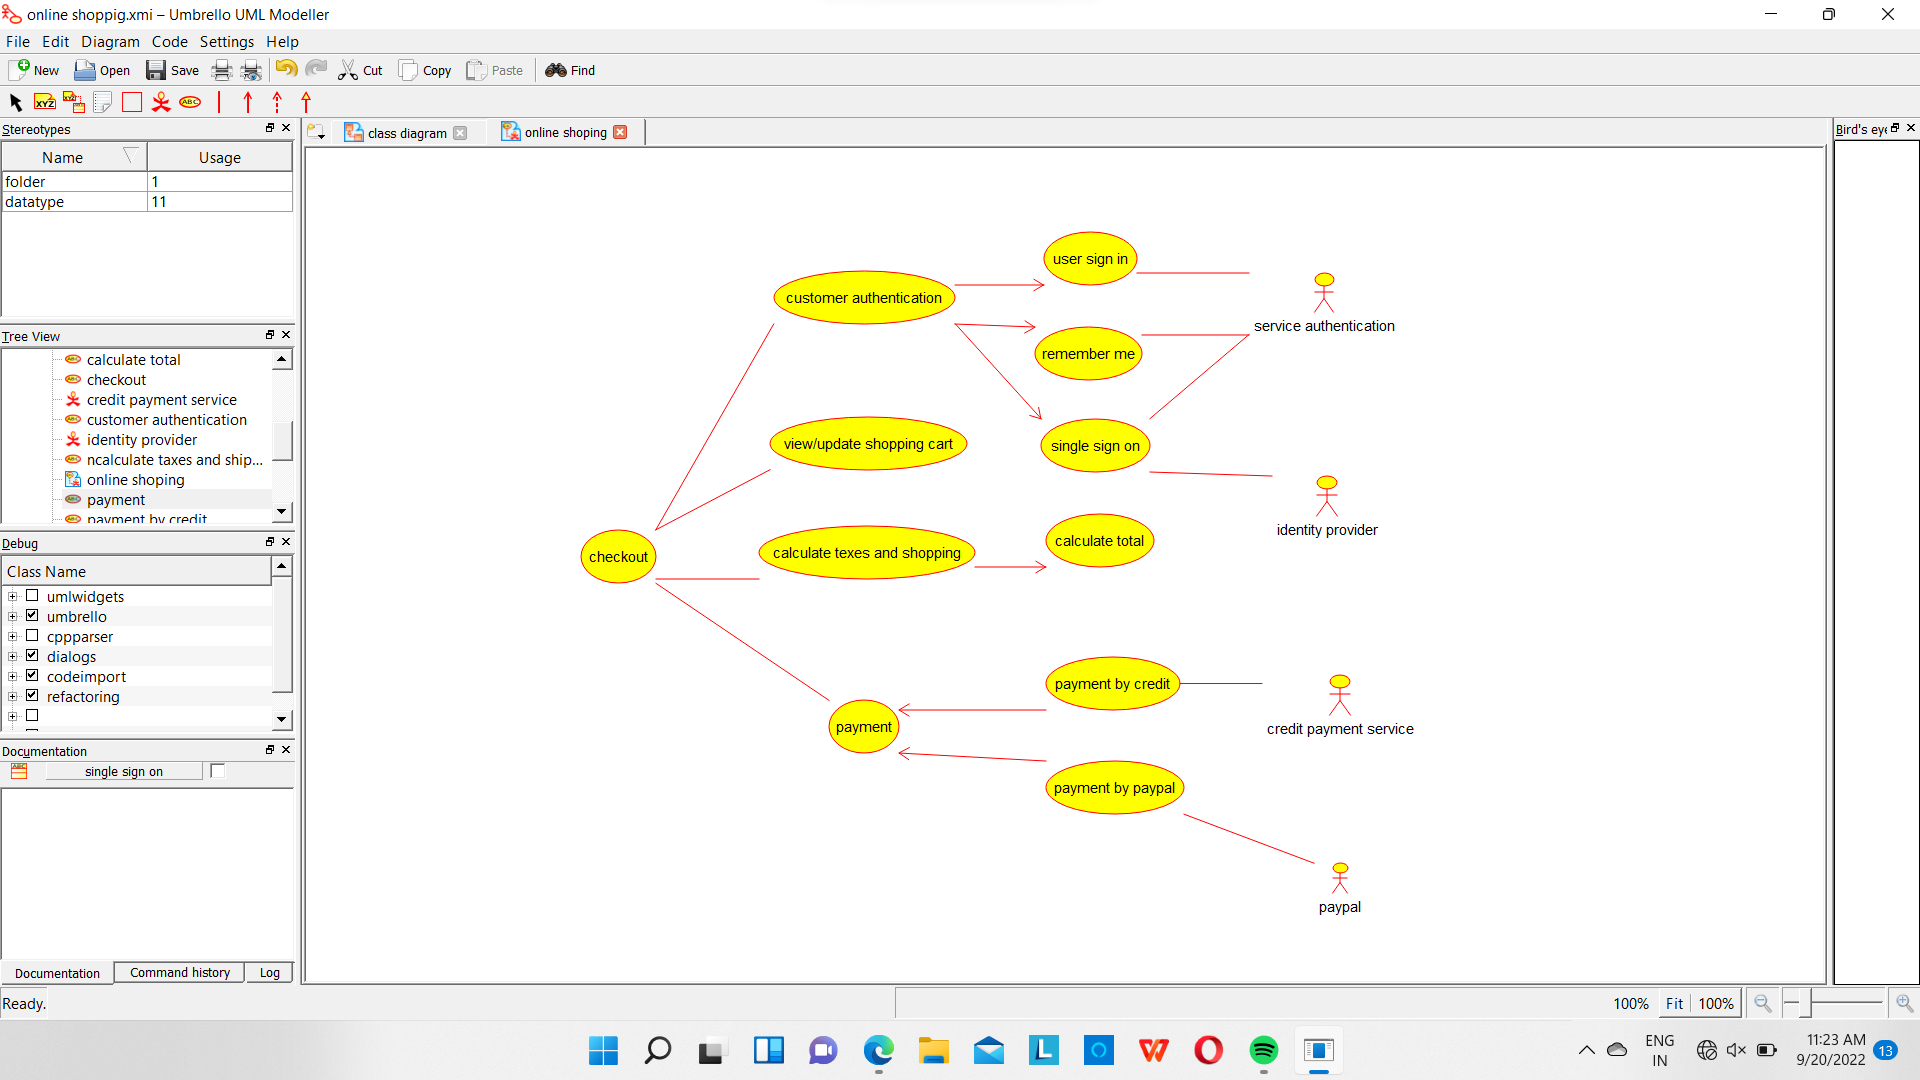 online shoppig.xmi – Umbrello UML Modeller
File Edit Diagram Code Settings Help
New Open Save Cut Copy Paste Find
XYZ XYZ ABC
Stereotypes
Name Usage
folder 1
datatype 11
Tree View
calculate total
checkout
credit payment service
customer authentication
identity provider
ncalculate taxes and ship...
online shoping
payment
payment by credit
Debug
Class Name
umlwidgets
umbrello
cppparser
dialogs
codeimport
refactoring
Documentation
single sign on
Documentation Command history Log
Ready.
class diagram online shoping
Bird's eye
user sign in
customer authentication
service authentication
remember me
view/update shopping cart
single sign on
identity provider
checkout
calculate texes and shopping
calculate total
payment by credit
credit payment service
payment
payment by paypal
paypal
100% Fit 100%
ENG
IN
11:23 AM
9/20/2022
13